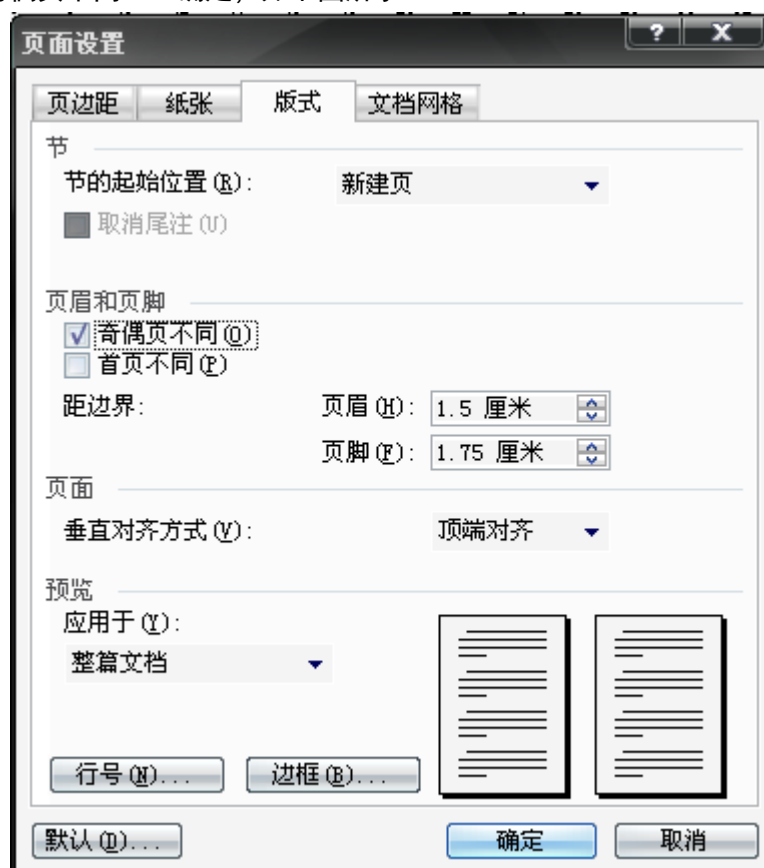 页面设置
页边距 纸张 版式 文档网格
节
节的起始位置(R): 新建页
取消尾注(U)
页眉和页脚
奇偶页不同(O)
首页不同(P)
距边界: 页眉(H): 1.5 厘米
页脚(F): 1.75 厘米
页面
垂直对齐方式(V): 顶端对齐
预览
应用于(Y):
整篇文档
行号(N)... 边框(B)...
默认(D)... 确定 取消